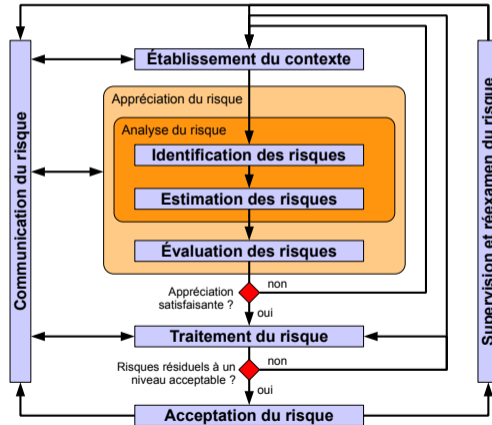 Établissement du contexte
Appréciation du risque
Analyse du risque
Identification des risques
Estimation des risques
Évaluation des risques
Appréciation
satisfaisante ?
non
oui
Traitement du risque
Risques résiduels à un
niveau acceptable ?
non
oui
Acceptation du risque
Communication du risque
Supervision et réexamen du risque